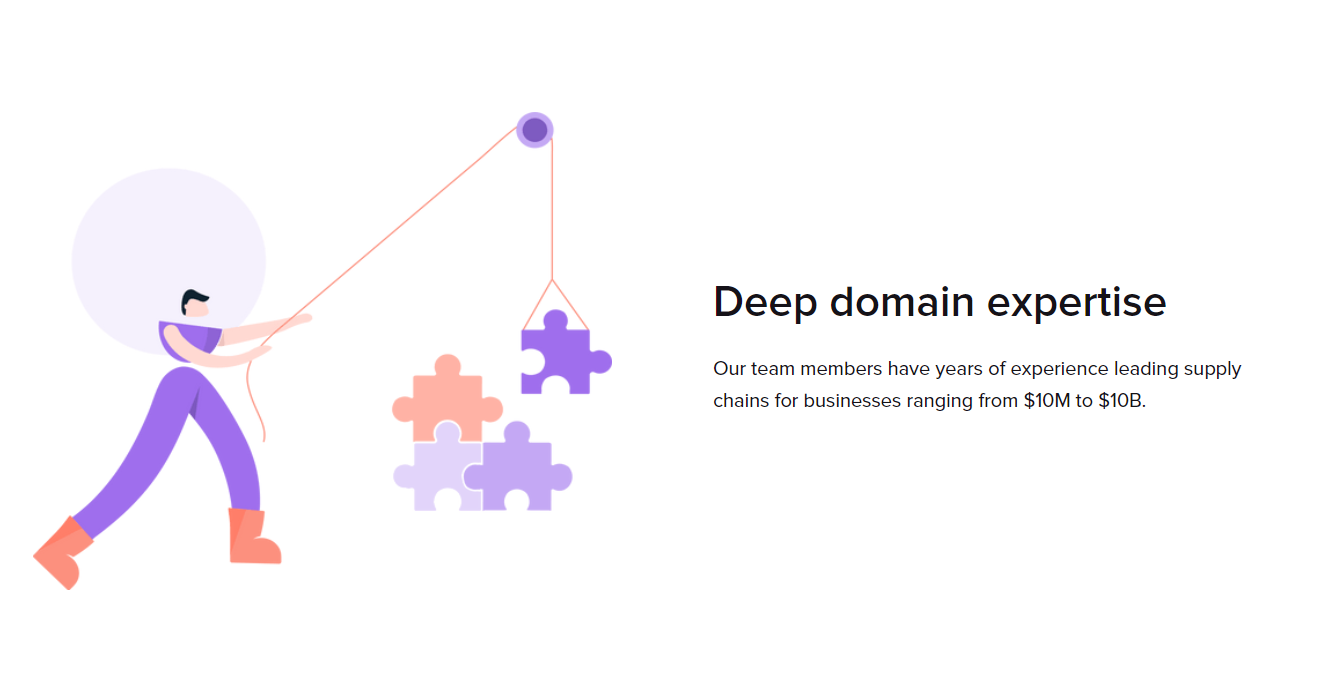 Deep domain expertise
Our team members have years of experience leading supply
chains for businesses ranging from $10M to $10B.